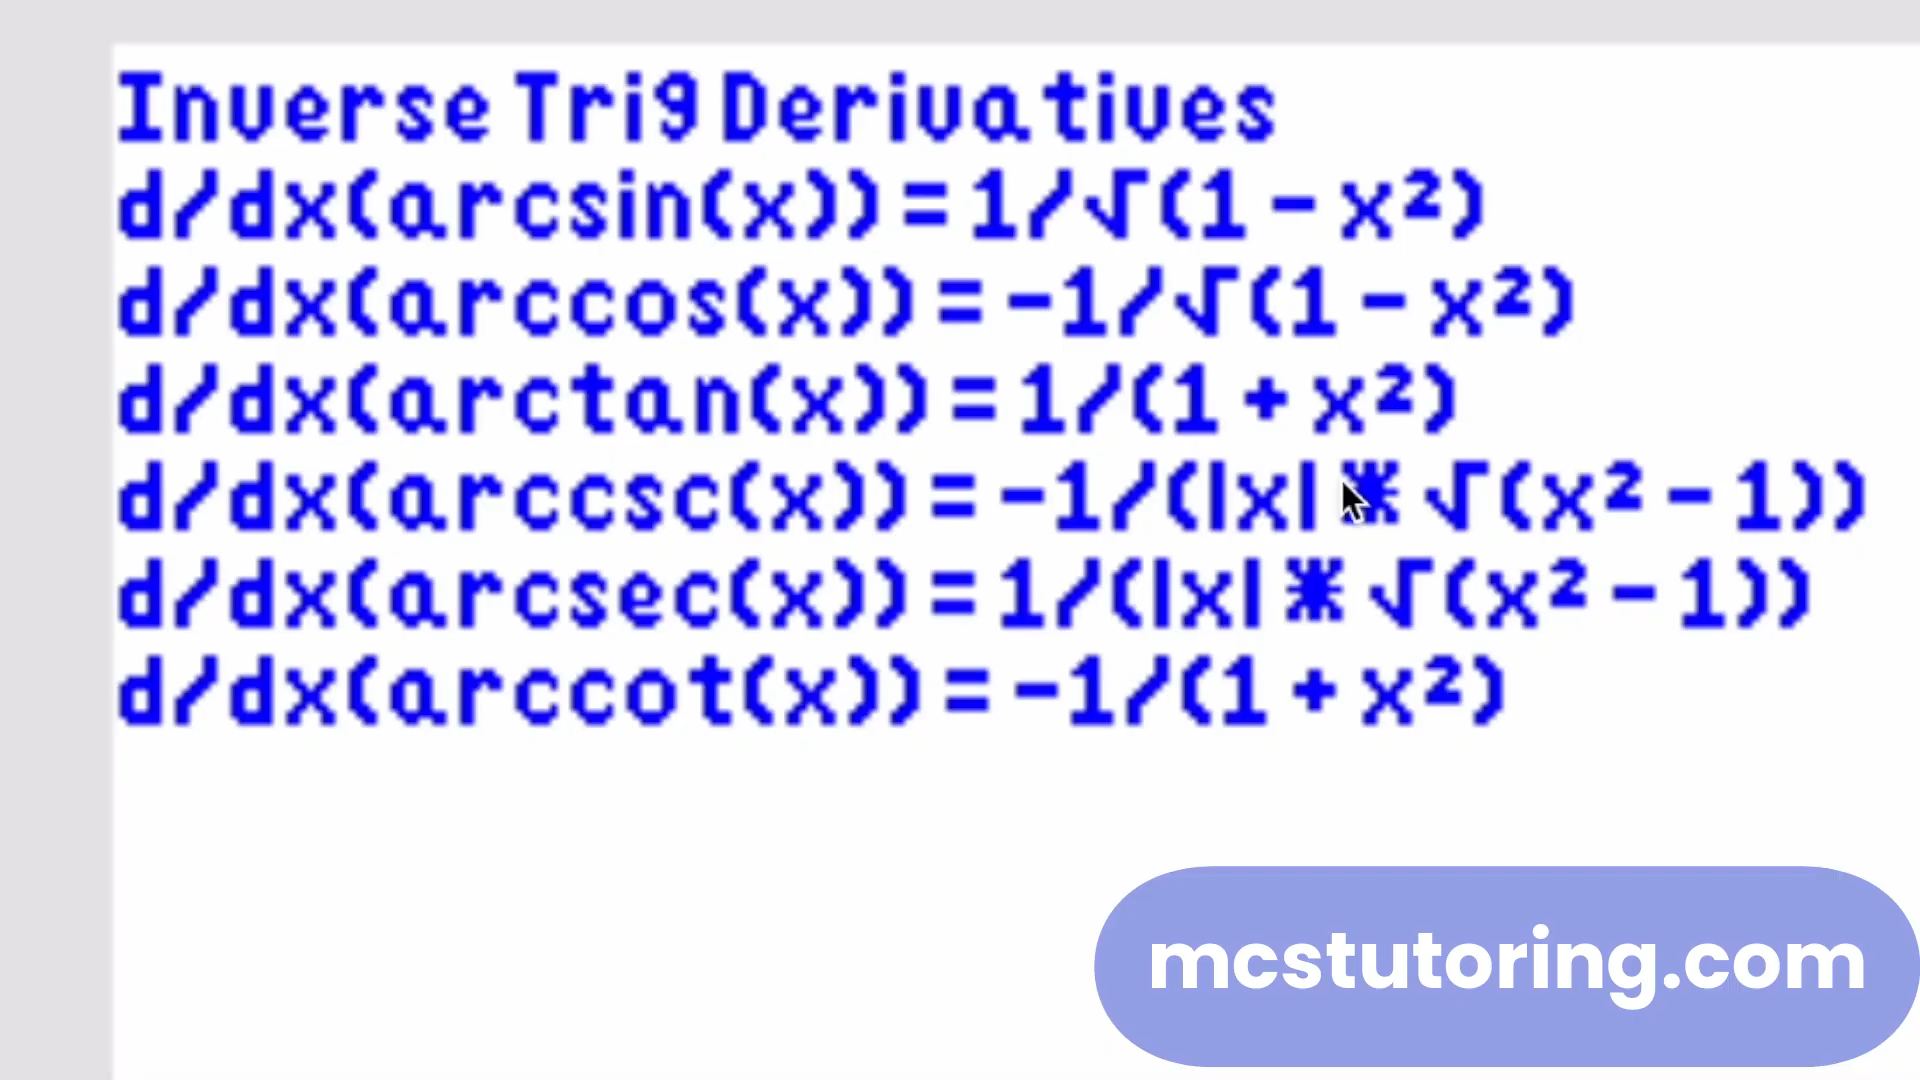 Inverse Trig Derivatives
d/dx(arcsin(x)) = 1/√(1 - x²)
d/dx(arccos(x)) = -1/√(1 - x²)
d/dx(arctan(x)) = 1/(1 + x²)
d/dx(arccsc(x)) = -1/(|x| * √(x² - 1))
d/dx(arcsec(x)) = 1/(|x| * √(x² - 1))
d/dx(arccot(x)) = -1/(1 + x²)
mcstutoring.com